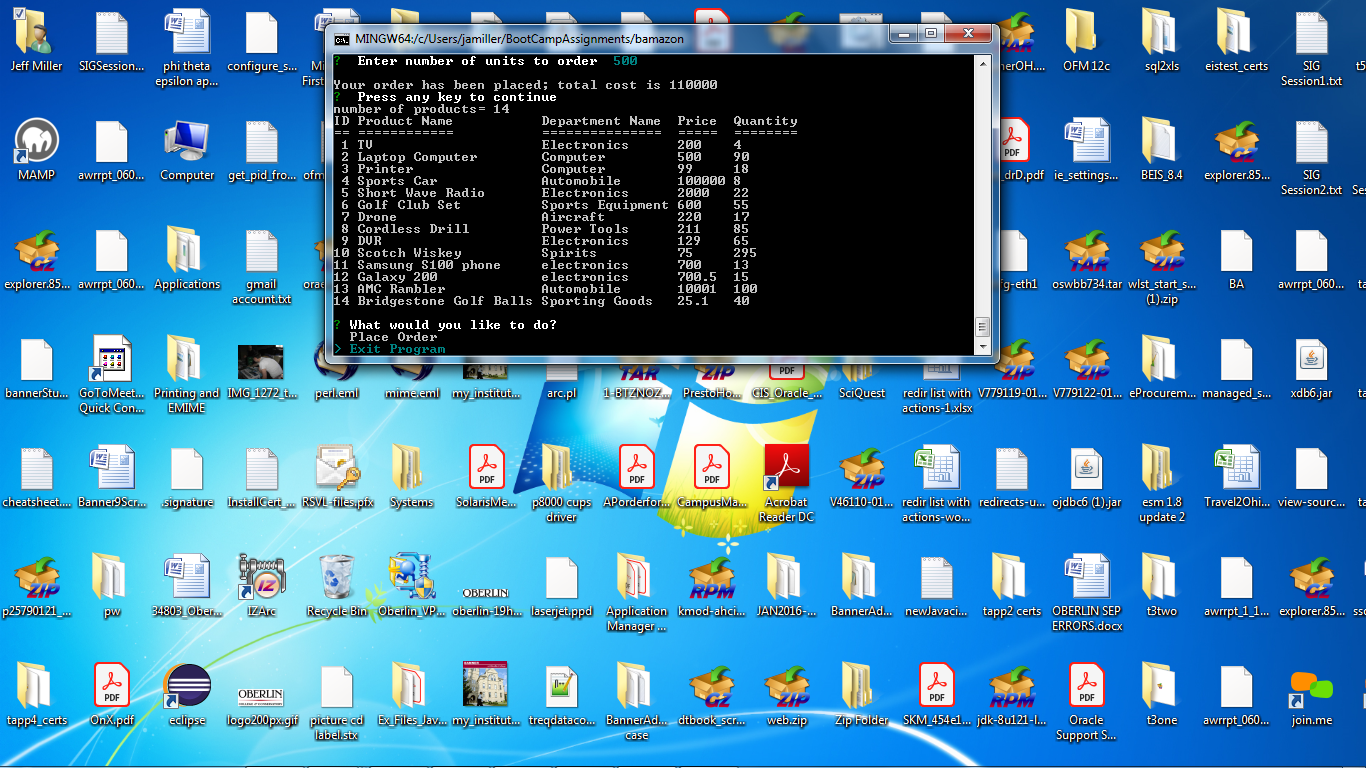 MINGW64:/c/Users/jamiller/BootCampAssignments/bamazon
? Enter number of units to order 500
Your order has been placed; total cost is 110000
? Press any key to continue
number of products= 14
ID Product Name Department Name Price Quantity
== ============ =============== ===== ========
1 TV Electronics 200 4
2 Laptop Computer Computer 500 90
3 Printer Computer 99 18
4 Sports Car Automobile 100000 8
5 Short Wave Radio Electronics 2000 22
6 Golf Club Set Sports Equipment 600 55
7 Drone Aircraft 220 17
8 Cordless Drill Power Tools 211 85
9 DVR Electronics 129 65
10 Scotch Wiskey Spirits 75 295
11 Samsung S100 phone electronics 700 13
12 Galaxy 200 electronics 700.5 15
13 AMC Rambler Automobile 10001 100
14 Bridgestone Golf Balls Sporting Goods 25.1 40
? What would you like to do?
Place Order
> Exit Program
Jeff Miller
SIGSession...
phi theta
epsilon ap...
configure_s...
OFM 12c
sql2xls
eistest_certs
SIG
Session1.txt
MAMP
awrrpt_060...
Computer
get_pid_fro...
_drD.pdf
ie_settings...
BEIS_8.4
explorer.85...
SIG
Session2.txt
explorer.85...
awrrpt_060...
Applications
gmail
account.txt
fg-eth1
oswbb734.tar
wlst_start_s...
(1).zip
BA
awrrpt_060...
bannerStu...
GoToMeet...
Quick Con...
Printing and
EMIME
IMG_1272_t...
perl.eml
mime.eml
my_institut...
arc.pl
1-BTZNOZ...
PrestoHo...
CIS_Oracle_...
SciQuest
redir list with
actions-1.xlsx
V779119-01...
V779122-01...
eProcurem...
managed_s...
xdb6.jar
cheatsheet...
Banner9Scr...
.signature
InstallCert_...
RSVL-files.pfx
Systems
SolarisMe...
p8000 cups
driver
APorderfor...
CampusMa...
Acrobat
Reader DC
V46110-01...
redir list with
actions-wo...
redirects-u...
ojdbc6 (1).jar
esm 1.8
update 2
Travel2Ohi...
view-sourc...
p25790121_...
pw
34803_Ober...
IZArc
Recycle Bin
Oberlin_VP...
OBERLIN
oberlin-19h...
laserjet.ppd
Application
Manager ...
kmod-ahci...
JAN2016-...
BannerAd...
newJavaci...
tapp2 certs
OBERLIN SEP
ERRORS.docx
t3two
awrrpt_1_1...
explorer.85...
tapp4_certs
OnX.pdf
eclipse
OBERLIN
logo200px.gif
picture cd
label.stx
Ex_Files_Jav...
my_institut...
treqdataco...
BannerAd...
case
dtbook_scr...
web.zip
Zip Folder
SKM_454e1...
jdk-8u121-l...
Oracle
Support S...
t3one
awrrpt_060...
join.me